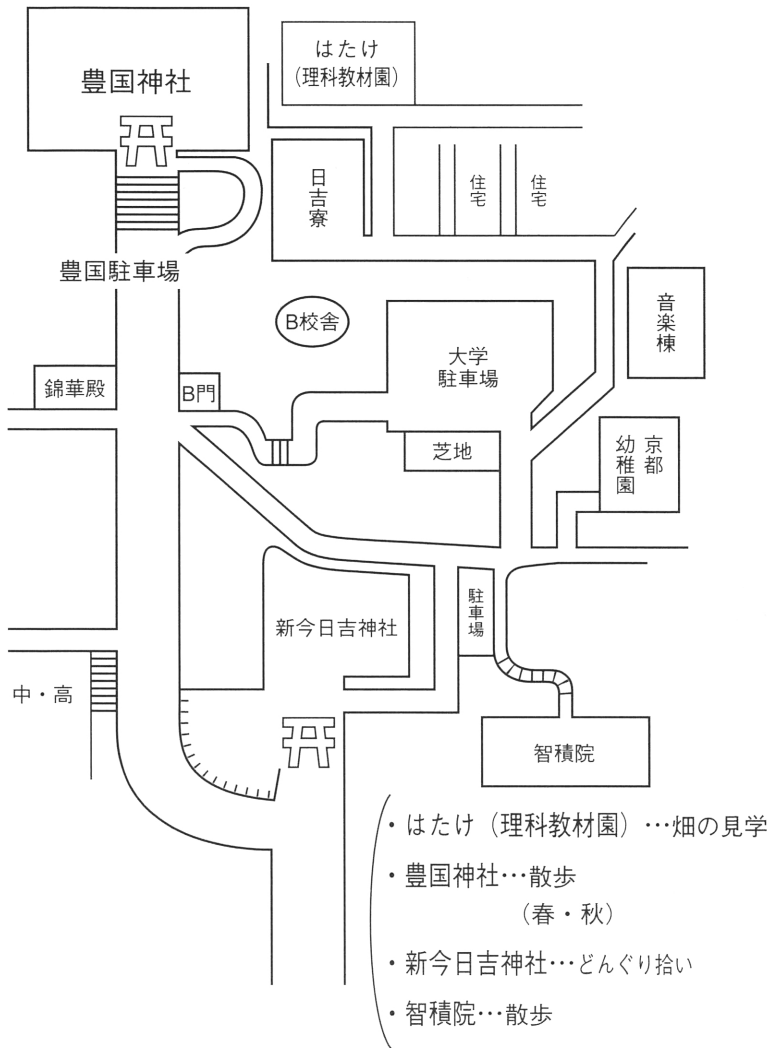 はたけ
（理科教材園）
豊国神社
日吉寮
住宅
住宅
豊国駐車場
B校舎
音楽棟
大学
駐車場
錦華殿
B門
芝地
京都
幼稚園
駐車場
新今日吉神社
中・高
智積院
・はたけ（理科教材園）…畑の見学
・豊国神社…散歩
（春・秋）
・新今日吉神社…どんぐり拾い
・智積院…散歩